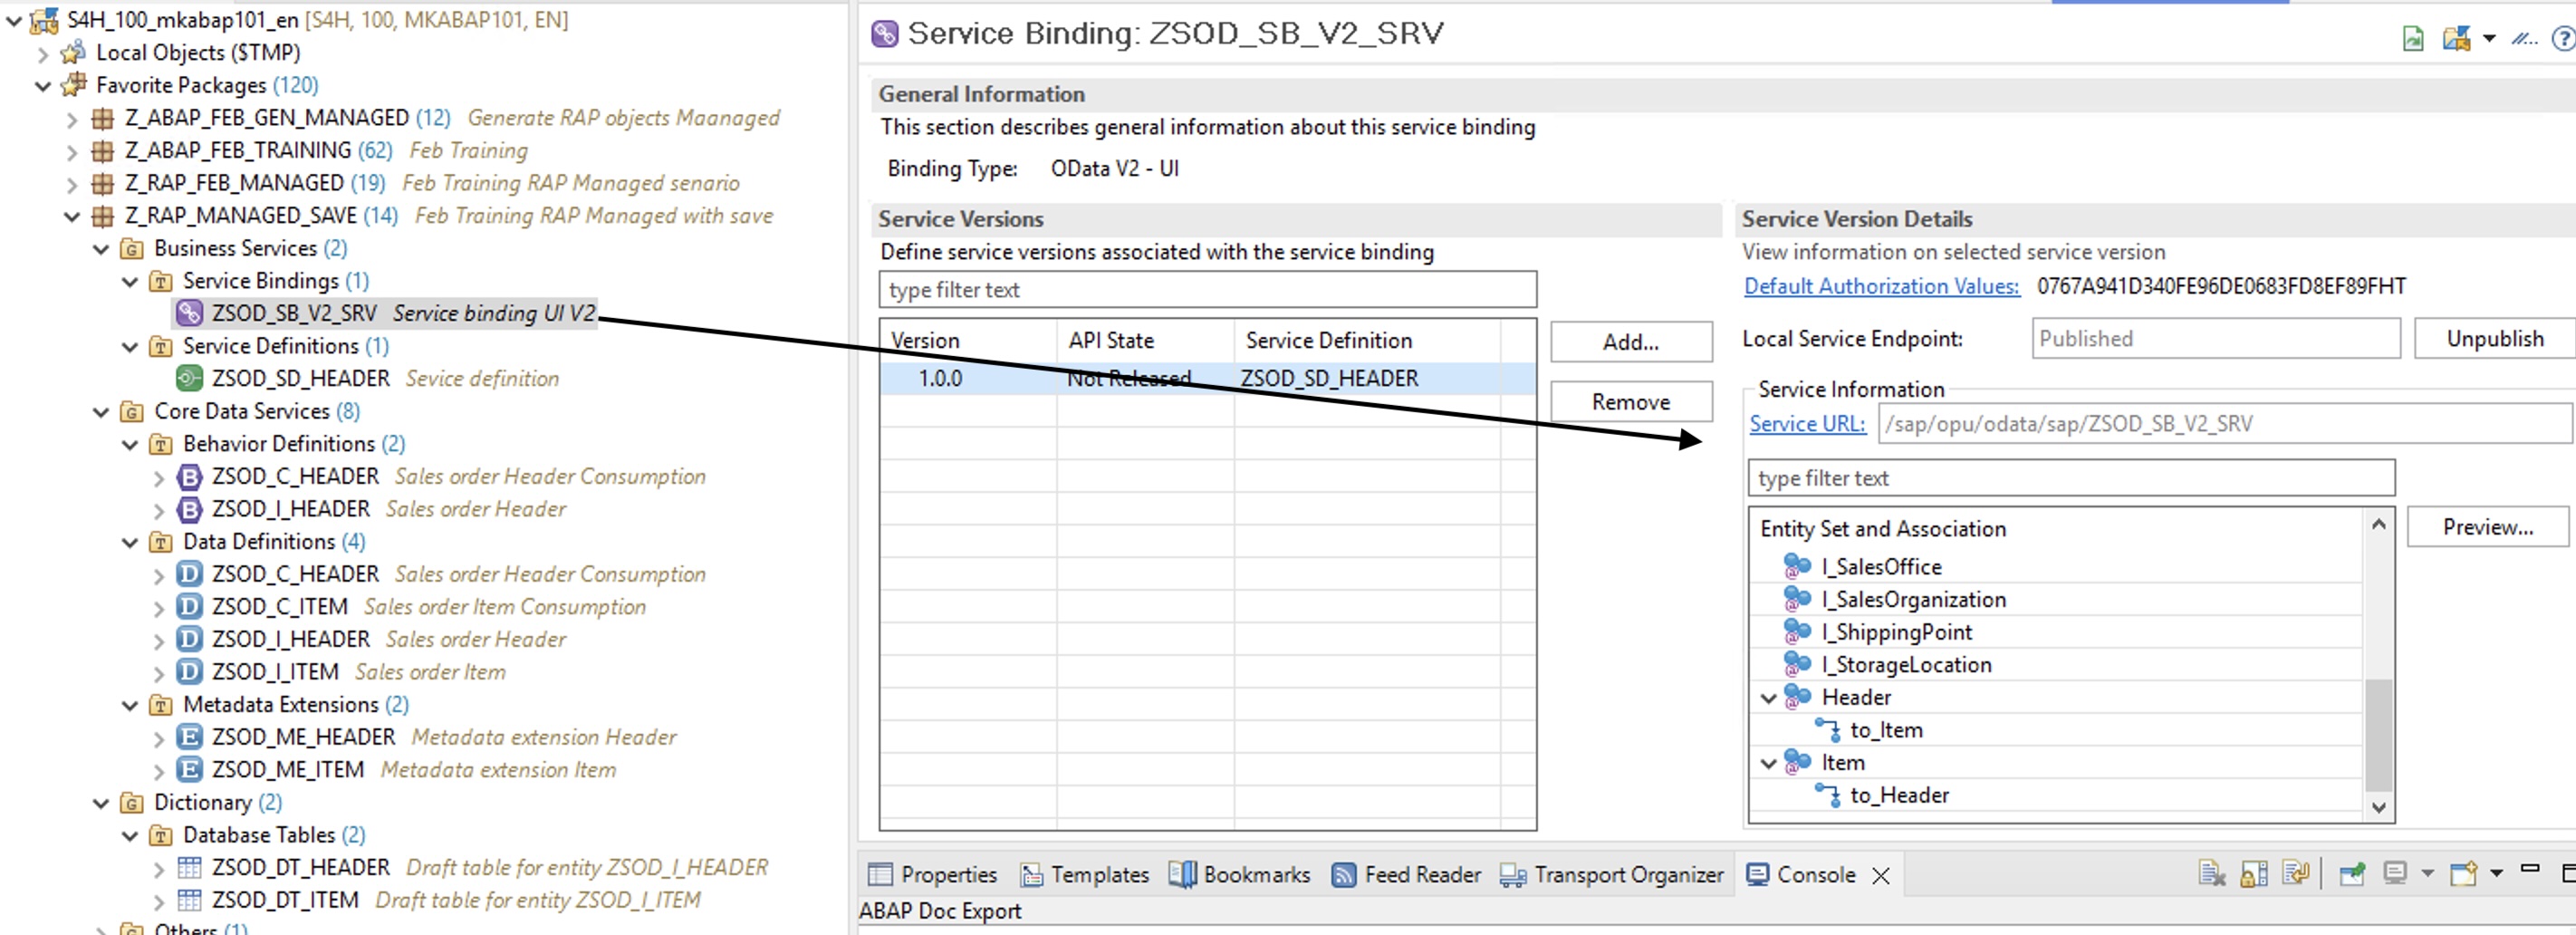 S4H_100_mkabap101_en [S4H, 100, MKABAP101, EN]
Local Objects ($TMP)
Favorite Packages (120)
Z_ABAP_FEB_GEN_MANAGED (12) Generate RAP objects Maanaged
Z_ABAP_FEB_TRAINING (62) Feb Training
Z_RAP_FEB_MANAGED (19) Feb Training RAP Managed senario
Z_RAP_MANAGED_SAVE (14) Feb Training RAP Managed with save
Business Services (2)
Service Bindings (1)
ZSOD_SB_V2_SRV Service binding UI V2
Service Definitions (1)
ZSOD_SD_HEADER Sevice definition
Core Data Services (8)
Behavior Definitions (2)
ZSOD_C_HEADER Sales order Header Consumption
ZSOD_I_HEADER Sales order Header
Data Definitions (4)
ZSOD_C_HEADER Sales order Header Consumption
ZSOD_C_ITEM Sales order Item Consumption
ZSOD_I_HEADER Sales order Header
ZSOD_I_ITEM Sales order Item
Metadata Extensions (2)
ZSOD_ME_HEADER Metadata extension Header
ZSOD_ME_ITEM Metadata extension Item
Dictionary (2)
Database Tables (2)
ZSOD_DT_HEADER Draft table for entity ZSOD_I_HEADER
ZSOD_DT_ITEM Draft table for entity ZSOD_I_ITEM
Others (1)
Service Binding: ZSOD_SB_V2_SRV
General Information
This section describes general information about this service binding
Binding Type: OData V2 - UI
Service Versions
Define service versions associated with the service binding
type filter text
Version API State Service Definition
1.0.0 Not Released ZSOD_SD_HEADER
Add...
Remove
Service Version Details
View information on selected service version
Default Authorization Values: 0767A941D340FE96DE0683FD8EF89FHT
Local Service Endpoint: Published Unpublish
Service Information
Service URL: /sap/opu/odata/sap/ZSOD_SB_V2_SRV
type filter text
Entity Set and Association
Preview...
I_SalesOffice
I_SalesOrganization
I_ShippingPoint
I_StorageLocation
Header
to_Item
Item
to_Header
Properties Templates Bookmarks Feed Reader Transport Organizer Console
ABAP Doc Export